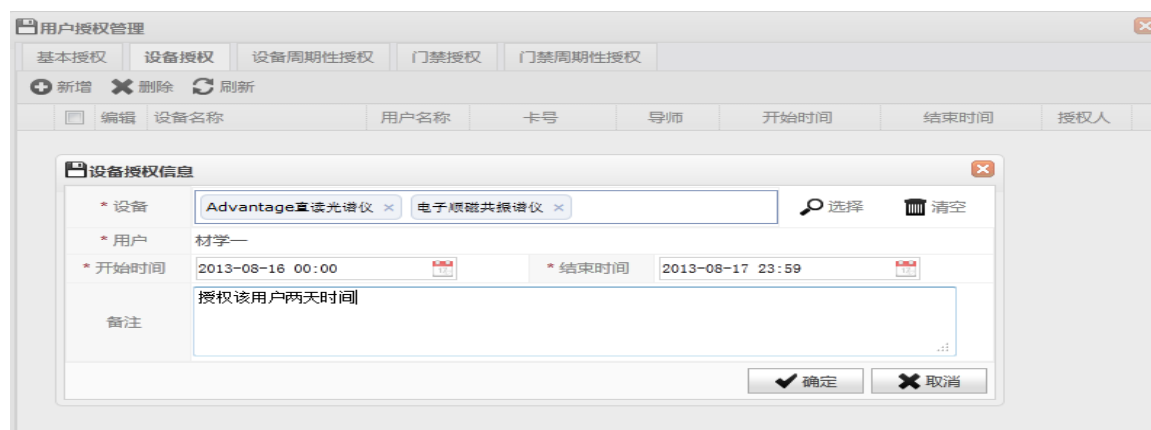 用户授权管理
基本授权 设备授权 设备周期性授权 门禁授权 门禁周期性授权
新增 删除 刷新
编辑 设备名称 用户名称 卡号 导师 开始时间 结束时间 授权人
设备授权信息
* 设备 Advantage直读光谱仪 × 电子顺磁共振谱仪 × 选择 清空
* 用户 材学一
* 开始时间 2013-08-16 00:00 * 结束时间 2013-08-17 23:59
备注 授权该用户两天时间
确定 取消